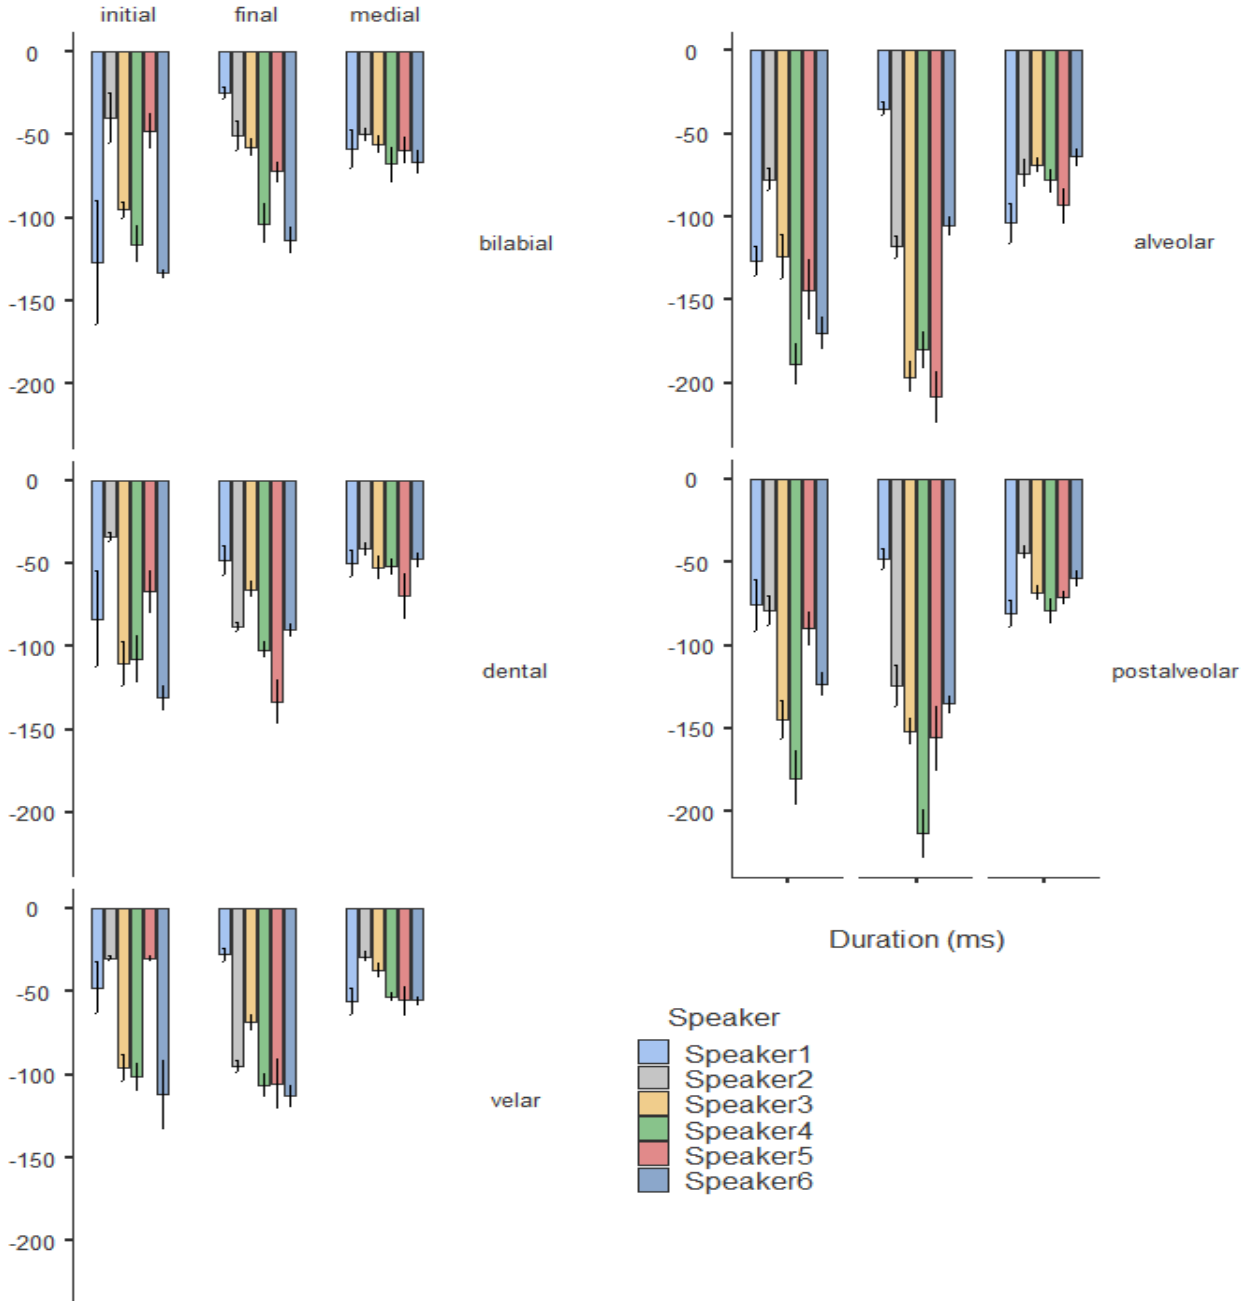 initial final medial
0
-50
-100
-150
-200
bilabial
0
-50
-100
-150
-200
alveolar
0
-50
-100
-150
-200
dental
0
-50
-100
-150
-200
postalveolar
0
-50
-100
-150
-200
velar
Duration (ms)
Speaker
Speaker1
Speaker2
Speaker3
Speaker4
Speaker5
Speaker6